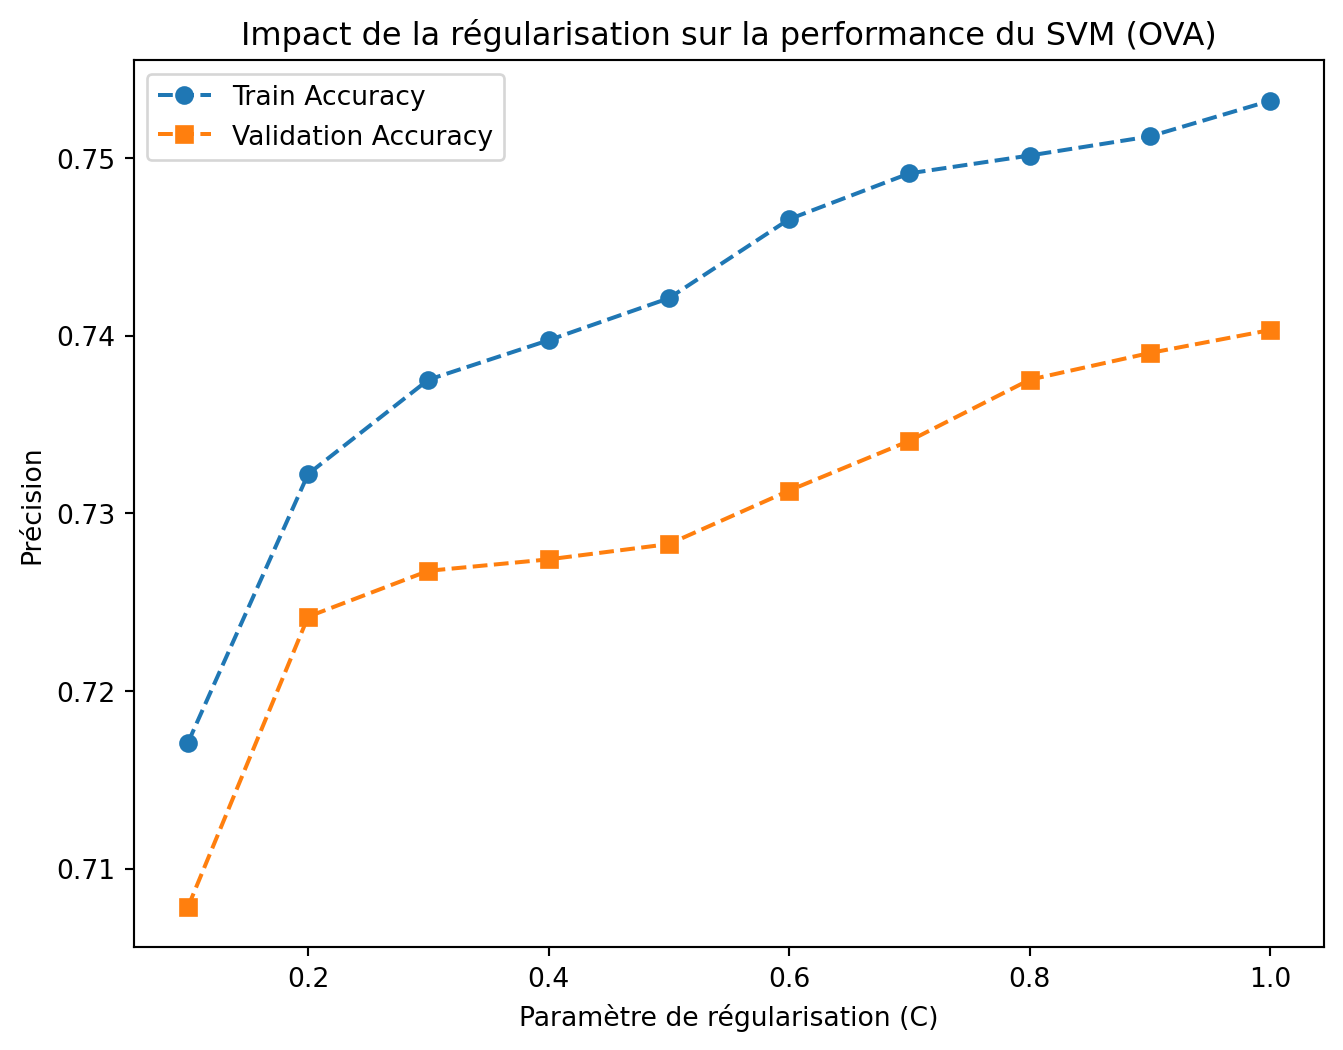 Impact de la régularisation sur la performance du SVM (OVA)
Train Accuracy
Validation Accuracy
0.75
0.74
0.73
0.72
0.71
Précision
0.2 0.4 0.6 0.8 1.0
Paramètre de régularisation (C)